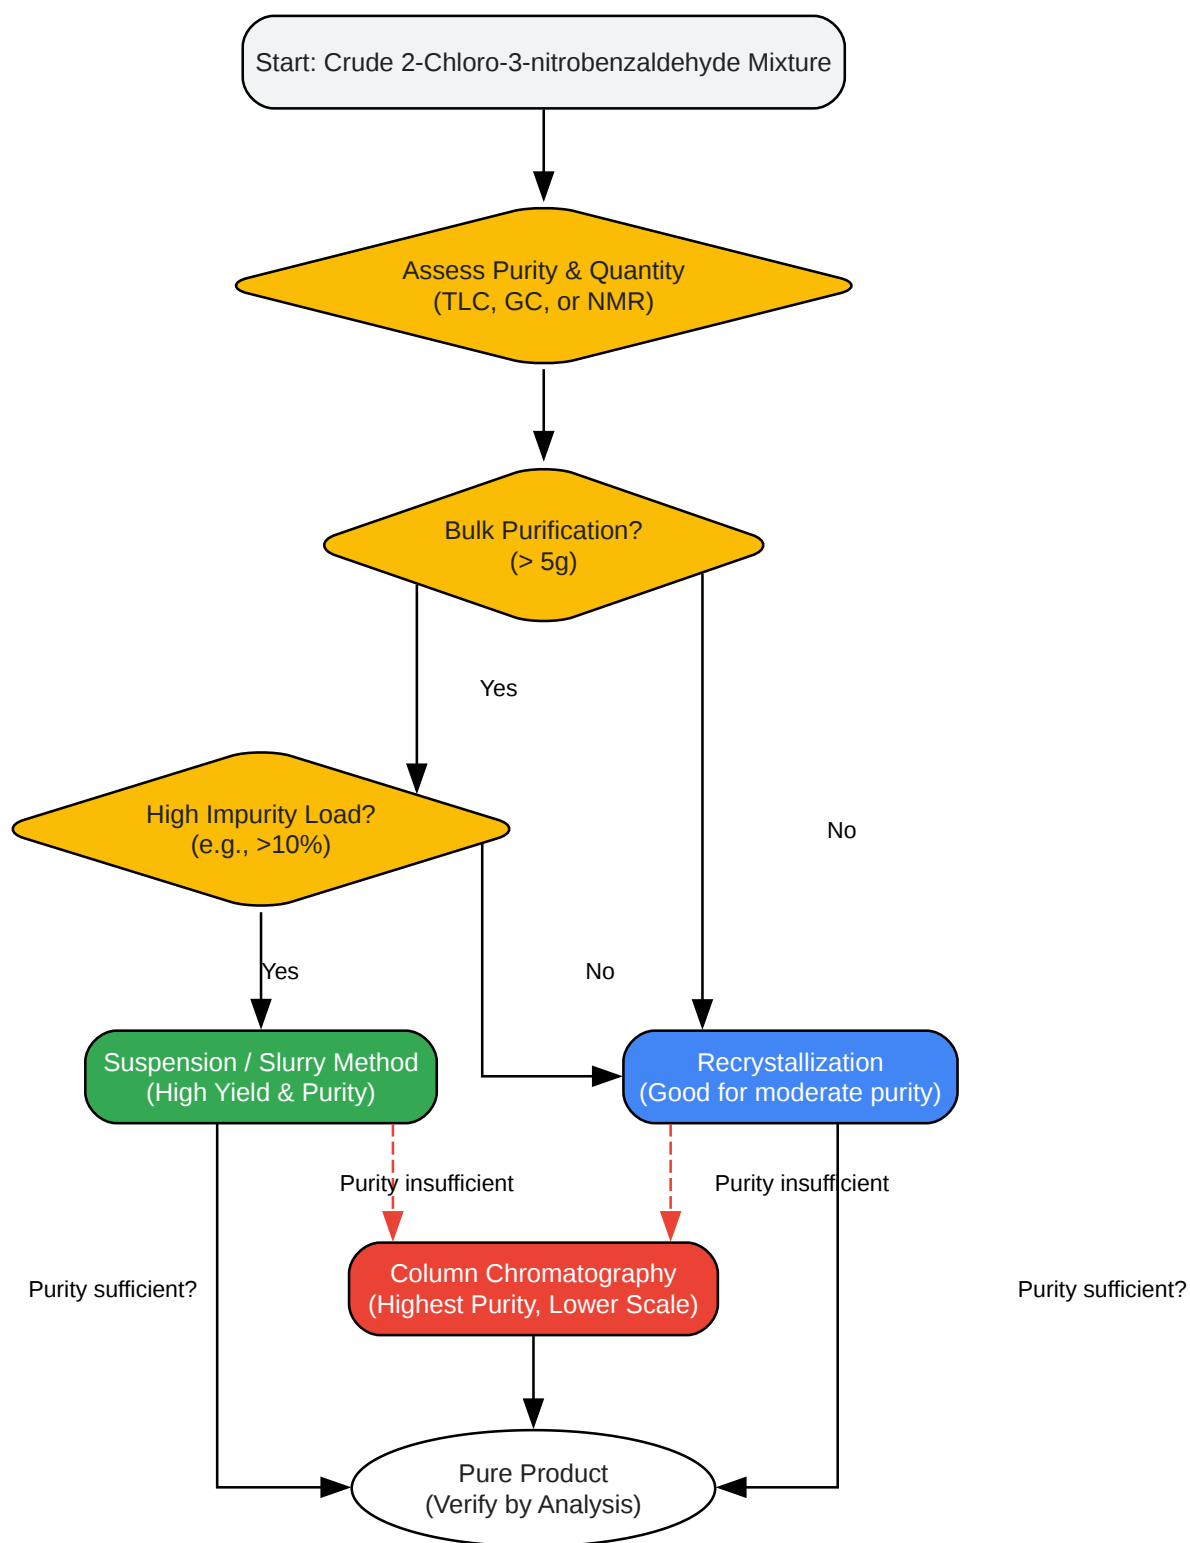 Start: Crude 2-Chloro-3-nitrobenzaldehyde Mixture
Assess Purity & Quantity
(TLC, GC, or NMR)
Bulk Purification?
(> 5g)
Yes
High Impurity Load?
(e.g., >10%)
No
Yes
No
Suspension / Slurry Method
(High Yield & Purity)
Recrystallization
(Good for moderate purity)
Purity insufficient
Purity insufficient
Column Chromatography
(Highest Purity, Lower Scale)
Purity sufficient?
Purity sufficient?
Pure Product
(Verify by Analysis)